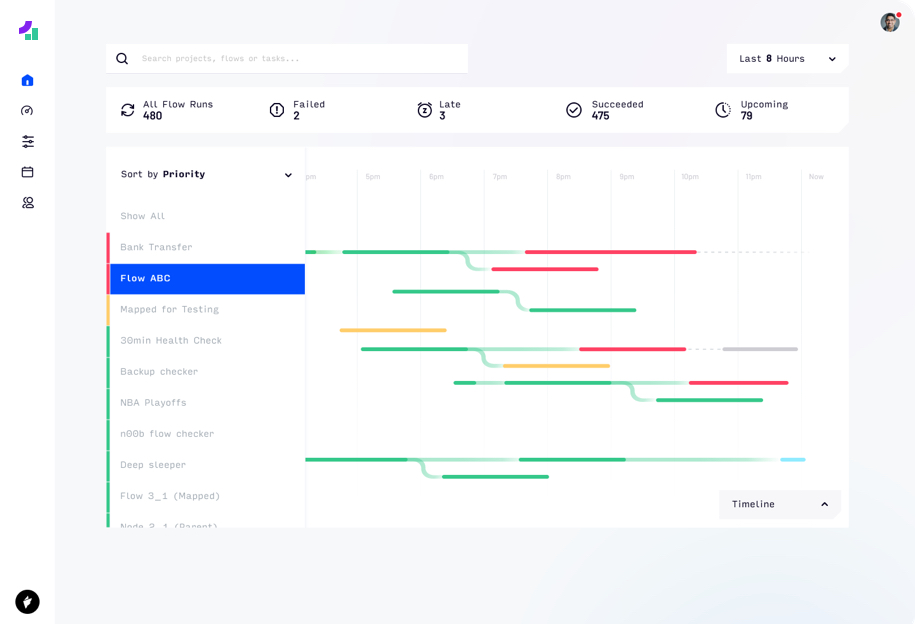 Search projects, flows or tasks...
Last 8 Hours
All Flow Runs
480
Failed
2
Late
3
Succeeded
475
Upcoming
79
Sort by Priority
pm
5pm
6pm
7pm
8pm
9pm
10pm
11pm
Now
Show All
Bank Transfer
Flow ABC
Mapped for Testing
30min Health Check
Backup checker
NBA Playoffs
n00b flow checker
Deep sleeper
Flow 3_1 (Mapped)
Node 2_1 (Parent)
Timeline